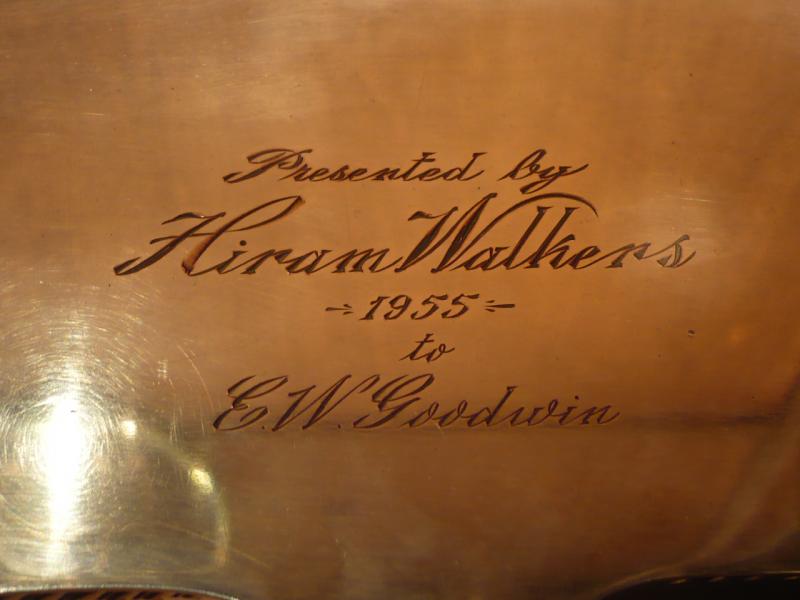 Presented by
Hiram Walkers
1955
to
E.W. Goodwin